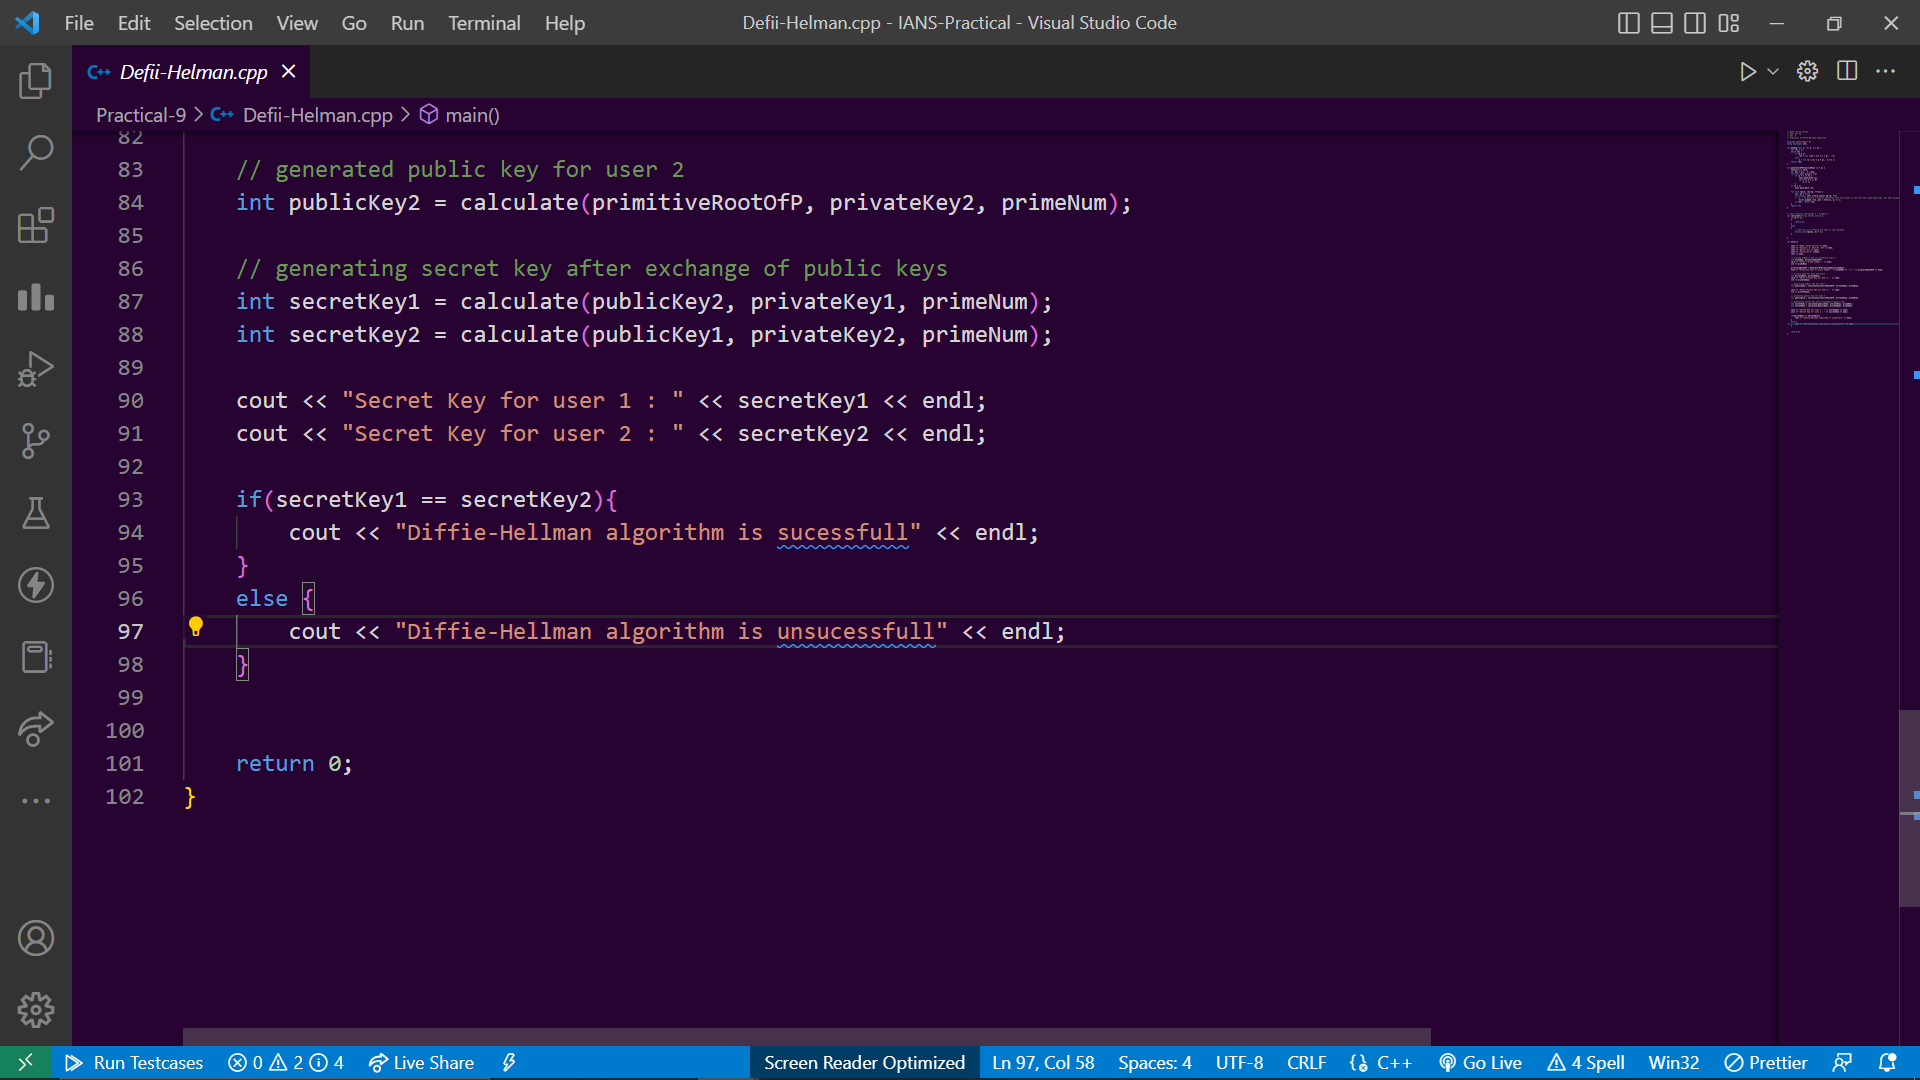 File Edit Selection View Go Run Terminal Help Defii-Helman.cpp - IANS-Practical - Visual Studio Code
C++ Defii-Helman.cpp
Practical-9 > C++ Defii-Helman.cpp > main()
82
83 // generated public key for user 2
84 int publicKey2 = calculate(primitiveRootOfP, privateKey2, primeNum);
85
86 // generating secret key after exchange of public keys
87 int secretKey1 = calculate(publicKey2, privateKey1, primeNum);
88 int secretKey2 = calculate(publicKey1, privateKey2, primeNum);
89
90 cout << "Secret Key for user 1 : " << secretKey1 << endl;
91 cout << "Secret Key for user 2 : " << secretKey2 << endl;
92
93 if(secretKey1 == secretKey2){
94 cout << "Diffie-Hellman algorithm is sucessfull" << endl;
95 }
96 else {
97 cout << "Diffie-Hellman algorithm is unsucessfull" << endl;
98 }
99
100
101 return 0;
102 }
Run Testcases 0 2 4 Live Share Screen Reader Optimized Ln 97, Col 58 Spaces: 4 UTF-8 CRLF C++ Go Live 4 Spell Win32 Prettier